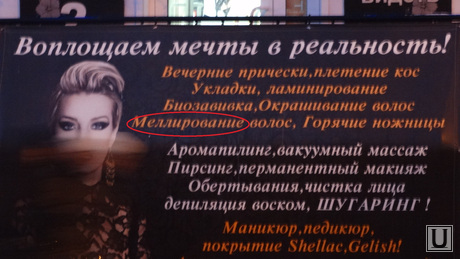 Воплощаем мечты в реальность!
Вечерние прически,плетение кос
Укладки, ламинирование
Биозавивка,Окрашивание волос
Меллирование волос, Горячие ножницы
Аромапилинг,вакуумный массаж
Пирсинг,перманентный макияж
Обертывания,чистка лица
депиляция воском, ШУГАРИНГ !
Маникюр,педикюр,
покрытие Shellac,Gelish!
U